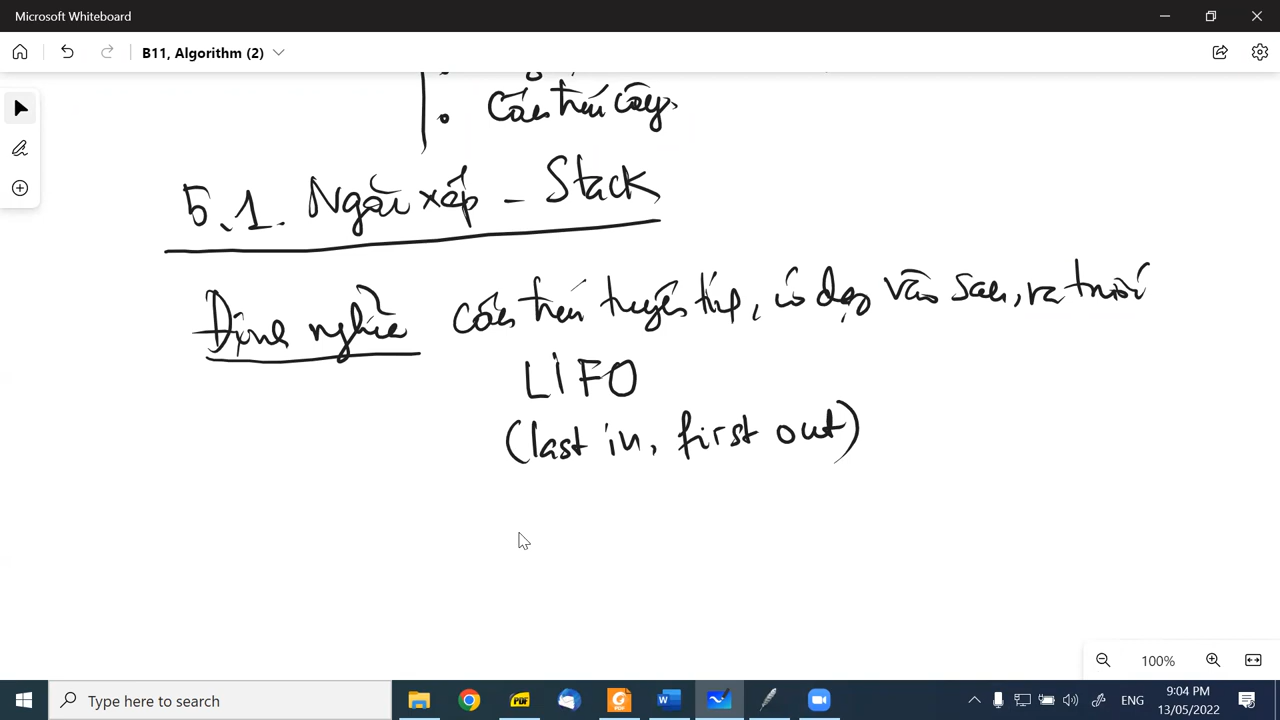 Microsoft Whiteboard
B11, Algorithm (2)
Cấu trúc cây.
5.1. Ngăn xếp - Stack
Định nghĩa cấu trúc tuyến tính, có dạng vào sau, ra trước
LIFO
(last in, first out)
100%
Type here to search
PDF
PDF
W
ENG
9:04 PM
13/05/2022